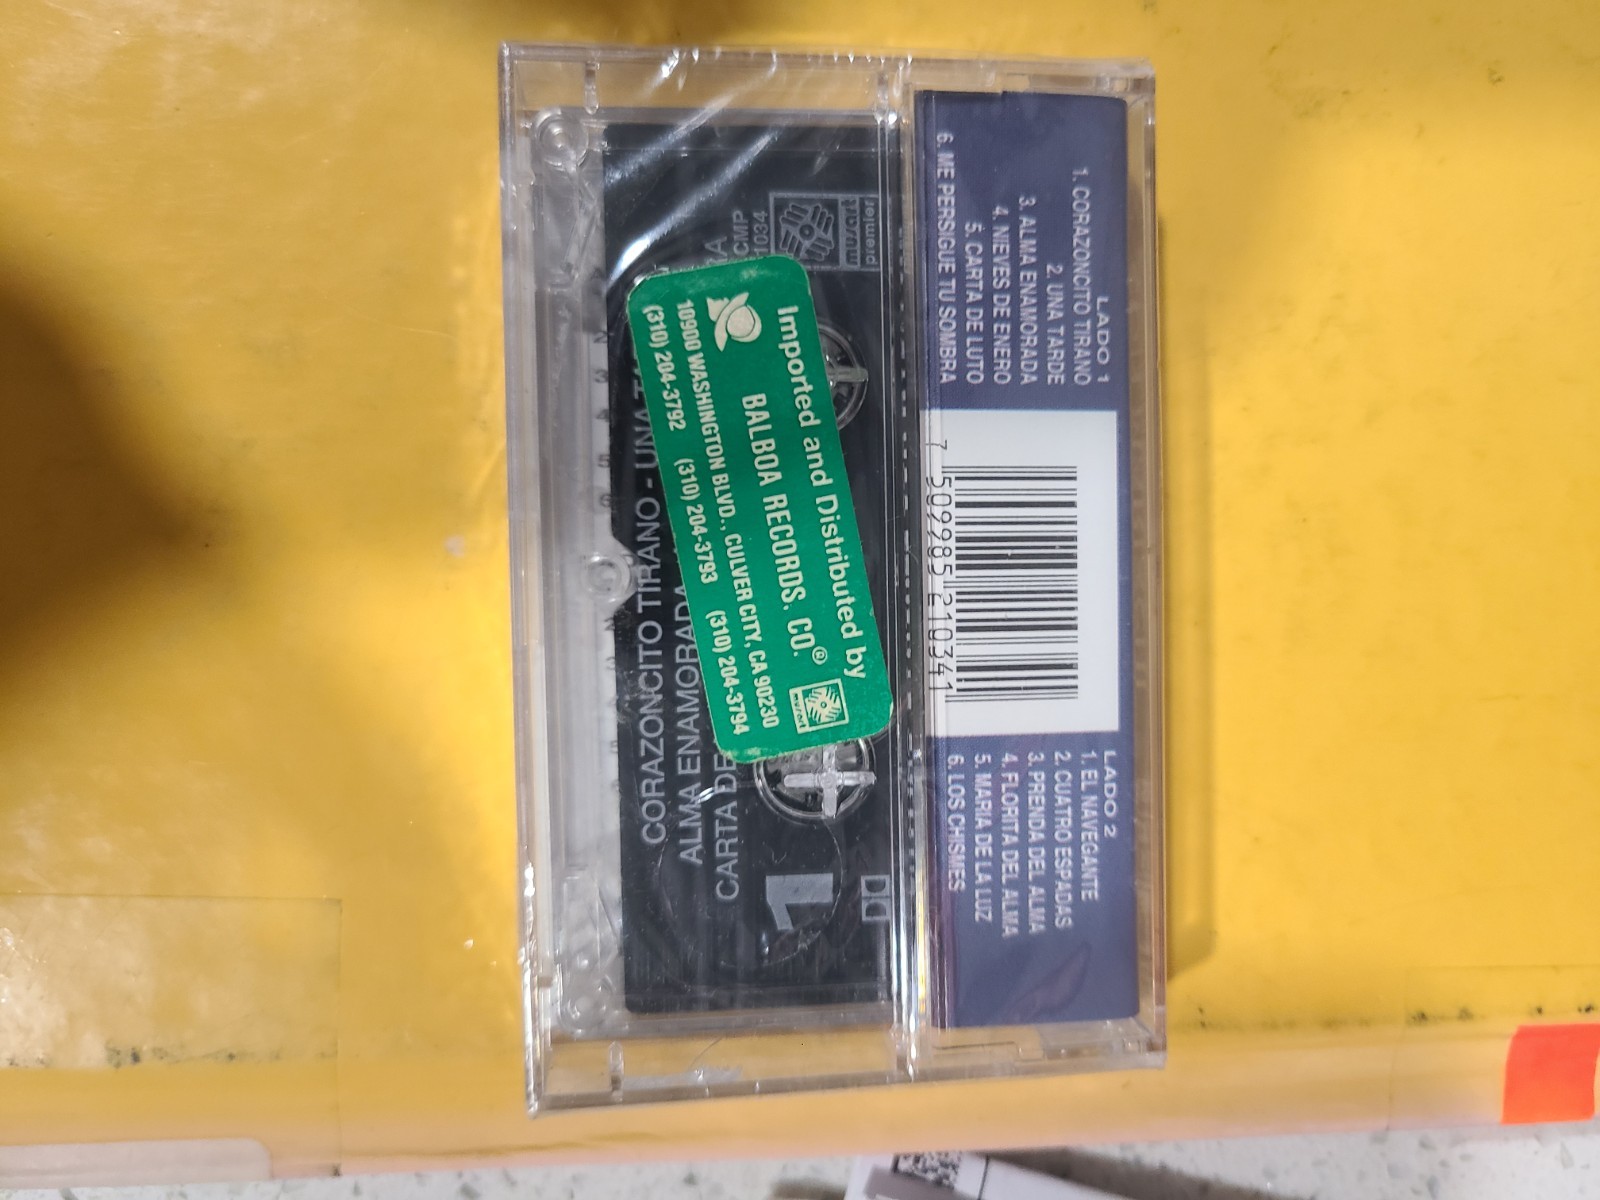 LADO 1
1. CORAZONCITO TIRANO
2. UNA TARDE
3. ALMA ENAMORADA
4. NIEVES DE ENERO
5. CARTA DE LUTO
6. ME PERSIGUE TU SOMBRA
7 509985 210341
LADO 2
1. EL NAVEGANTE
2. CUATRO ESPADAS
3. PRENDA DEL ALMA
4. FLORITA DEL ALMA
5. MARIA DE LA LUZ
6. LOS CHISMES
Imported and Distributed by
BALBOA RECORDS. CO.®
musart
10900 WASHINGTON BLVD., CULVER CITY, CA 90230
(310) 204-3792 (310) 204-3793 (310) 204-3794
premier
musart
CMP
1034
1
CORAZONCITO TIRANO - UNA
ALMA ENAMORADA
CARTA DE